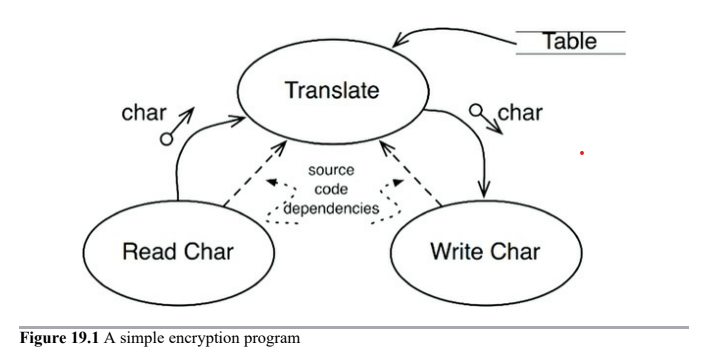 Table
Translate
char
char
source
code
dependencies
Read Char
Write Char
Figure 19.1 A simple encryption program